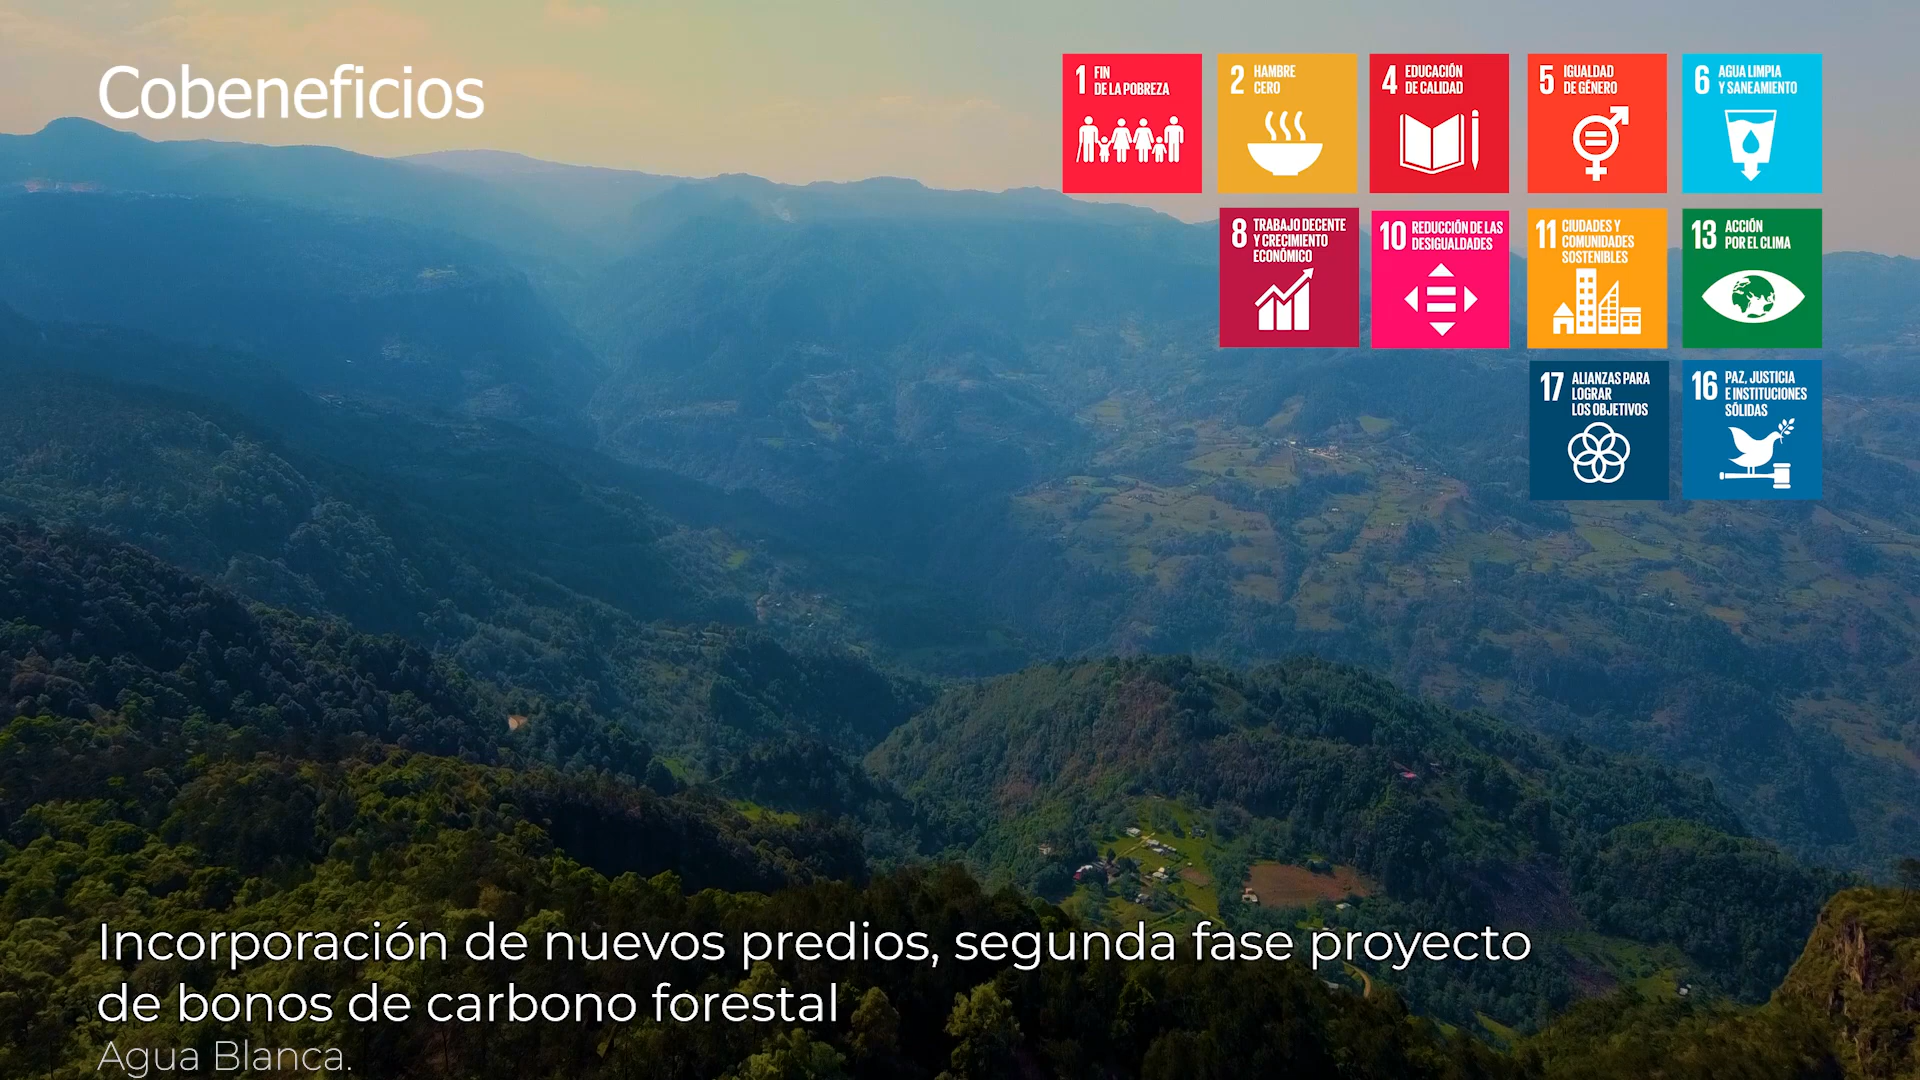 Cobeneficios
1 FIN
DE LA POBREZA
2 HAMBRE
CERO
4 EDUCACIÓN
DE CALIDAD
5 IGUALDAD
DE GÉNERO
6 AGUA LIMPIA
Y SANEAMIENTO
8 TRABAJO DECENTE
Y CRECIMIENTO
ECONÓMICO
10 REDUCCIÓN DE LAS
DESIGUALDADES
11 CIUDADES Y
COMUNIDADES
SOSTENIBLES
13 ACCIÓN
POR EL CLIMA
17 ALIANZAS PARA
LOGRAR
LOS OBJETIVOS
16 PAZ, JUSTICIA
E INSTITUCIONES
SÓLIDAS
Incorporación de nuevos predios, segunda fase proyecto
de bonos de carbono forestal
Agua Blanca.